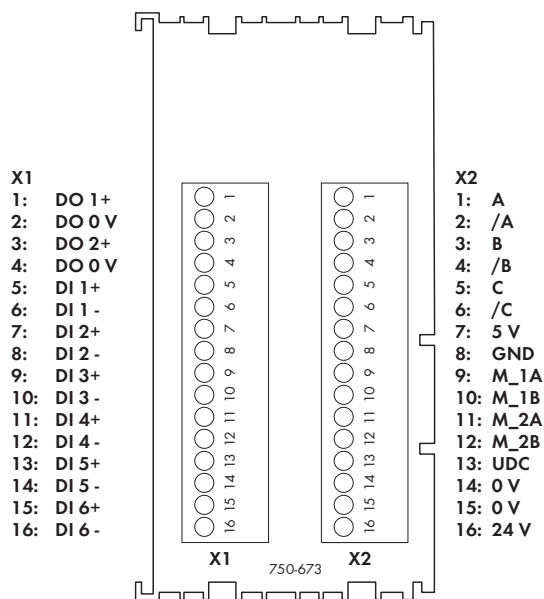 X1
1: DO 1+
2: DO 0 V
3: DO 2+
4: DO 0 V
5: DI 1+
6: DI 1 -
7: DI 2+
8: DI 2 -
9: DI 3+
10: DI 3 -
11: DI 4+
12: DI 4 -
13: DI 5+
14: DI 5 -
15: DI 6+
16: DI 6 -
1
2
3
4
5
6
7
8
9
10
11
12
13
14
15
16
X1
1
2
3
4
5
6
7
8
9
10
11
12
13
14
15
16
X2
750-673
X2
1: A
2: /A
3: B
4: /B
5: C
6: /C
7: 5 V
8: GND
9: M_1A
10: M_1B
11: M_2A
12: M_2B
13: UDC
14: 0 V
15: 0 V
16: 24 V